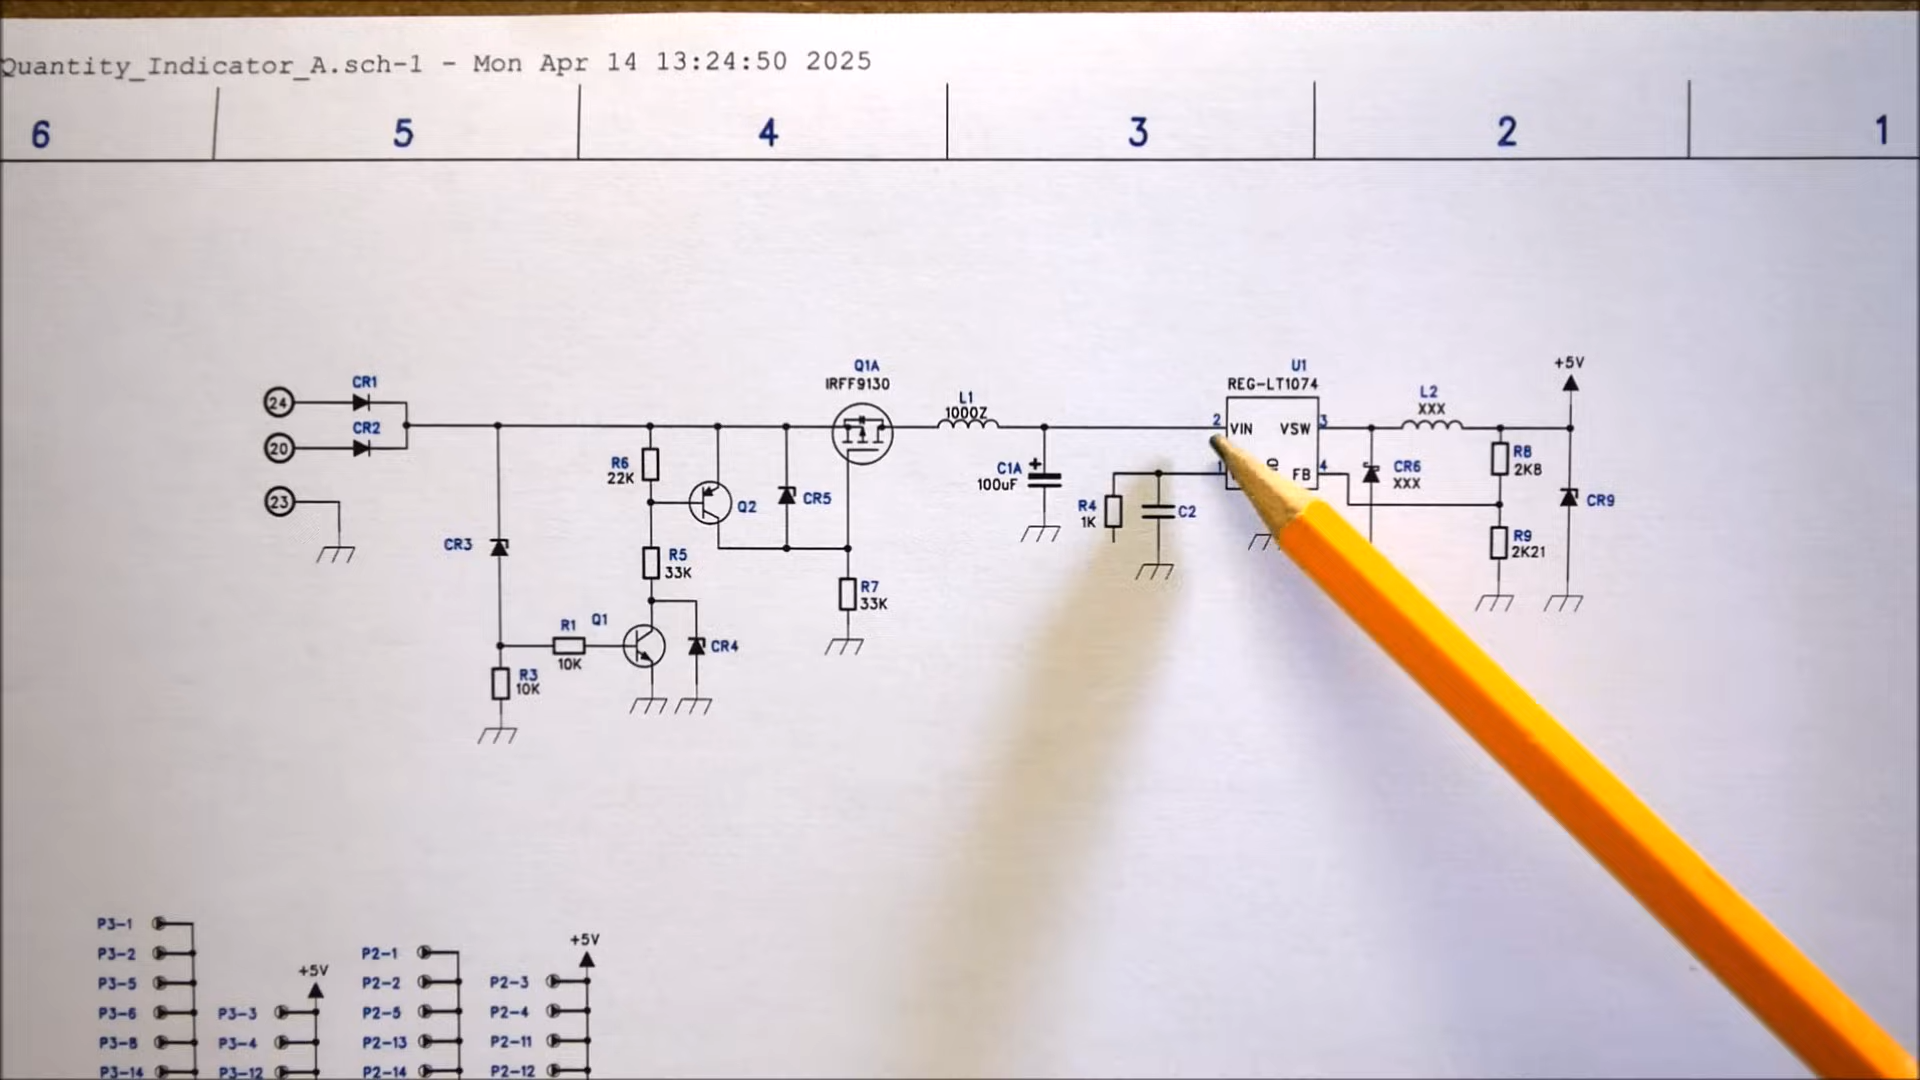 Quantity_Indicator_A.sch-1 - Mon Apr 14 13:24:50 2025
6 5 4 3 2 1
24
CR1
CR2
20
23
CR3
R3
10K
R1
10K
Q1
R6
22K
R5
33K
CR4
Q2
CR5
Q1A
IRFF9130
R7
33K
L1
1000Z
C1A
100uF
+
R4
1K
C2
U1
REG-LT1074
2
VIN
VSW
3
1
FB
4
CR6
XXX
L2
XXX
+5V
R8
2K8
R9
2K21
CR9
P3-1
P3-2
P3-5
P3-6
P3-8
P3-14
+5V
P3-3
P3-4
P3-12
P2-1
P2-2
P2-5
P2-13
P2-14
+5V
P2-3
P2-4
P2-11
P2-12